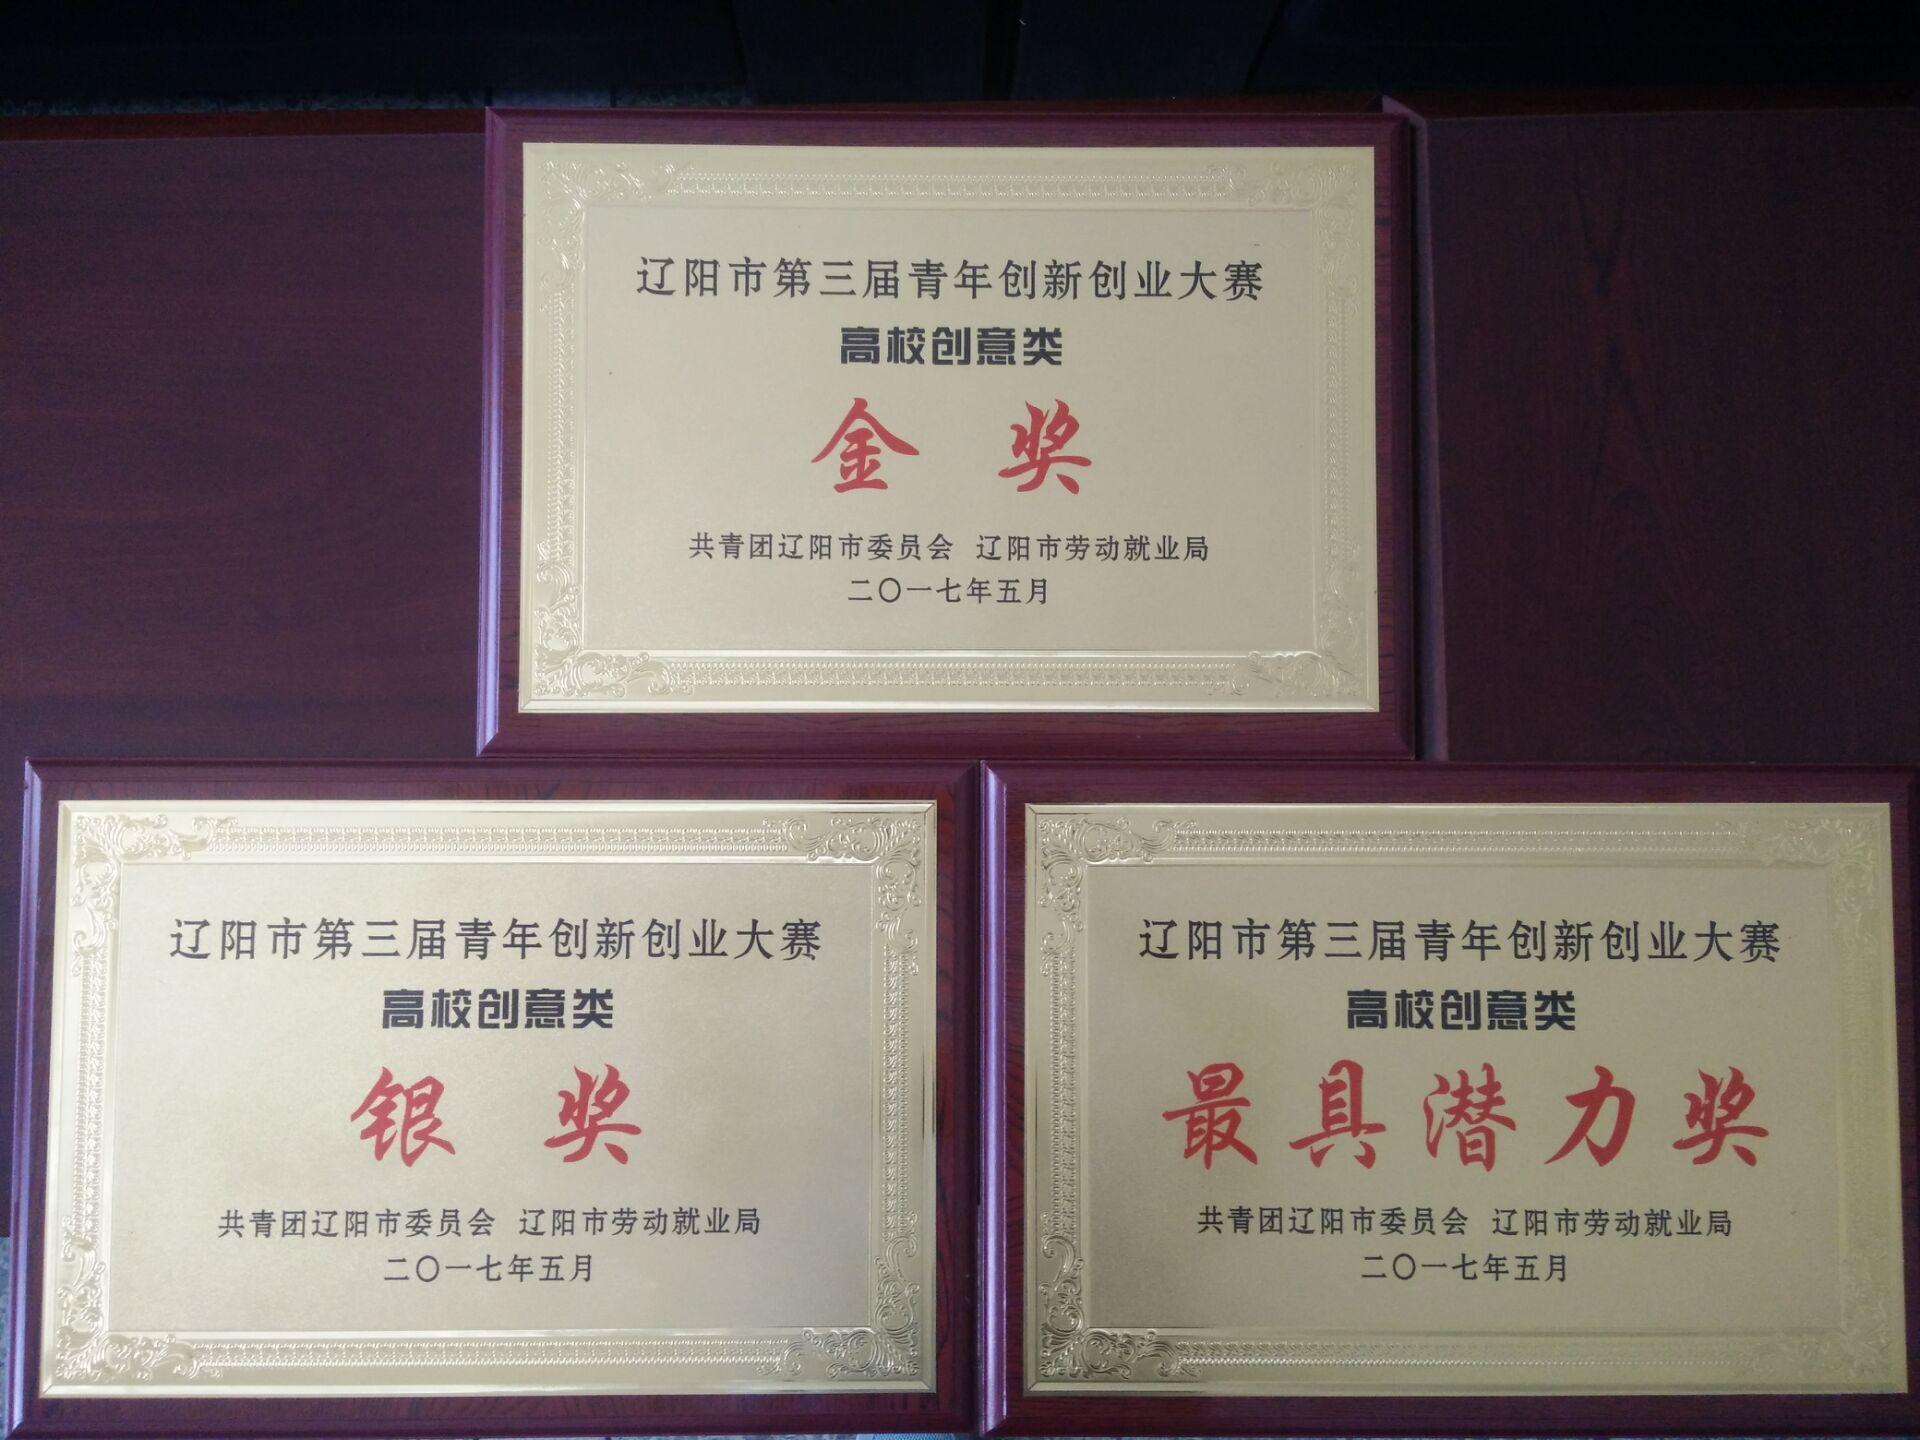 辽阳市第三届青年创新创业大赛
高校创意类
金 奖
共青团辽阳市委员会 辽阳市劳动就业局
二〇一七年五月
辽阳市第三届青年创新创业大赛
高校创意类
银 奖
共青团辽阳市委员会 辽阳市劳动就业局
二〇一七年五月
辽阳市第三届青年创新创业大赛
高校创意类
最具潜力奖
共青团辽阳市委员会 辽阳市劳动就业局
二〇一七年五月